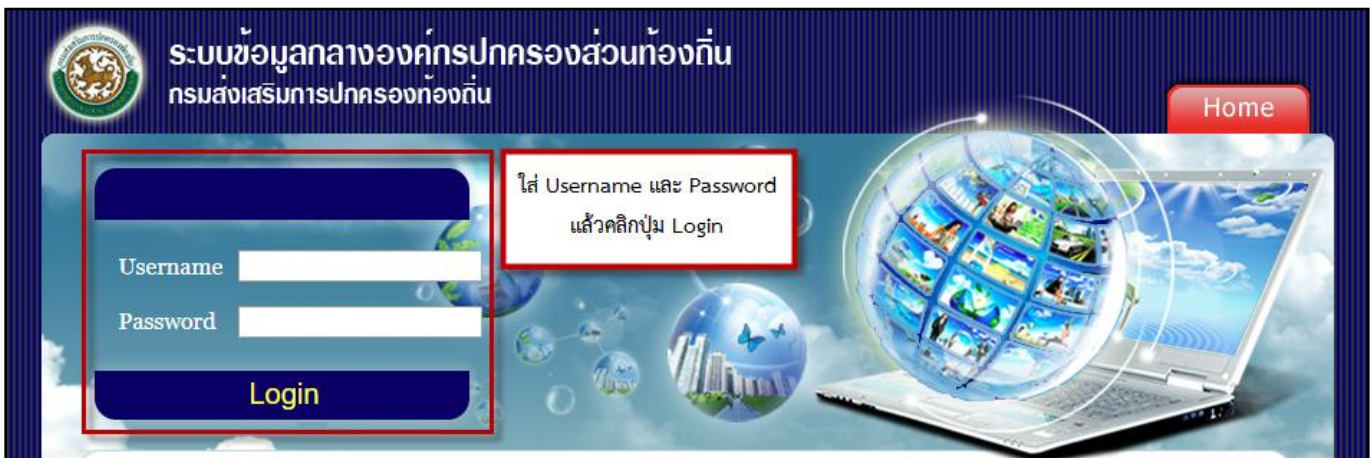 ระบบข้อมูลกลางองค์กรปกครองส่วนท้องถิ่น
กรมส่งเสริมการปกครองท้องถิ่น
Home
ใส่ Username และ Password
แล้วคลิกปุ่ม Login
Username
Password
Login